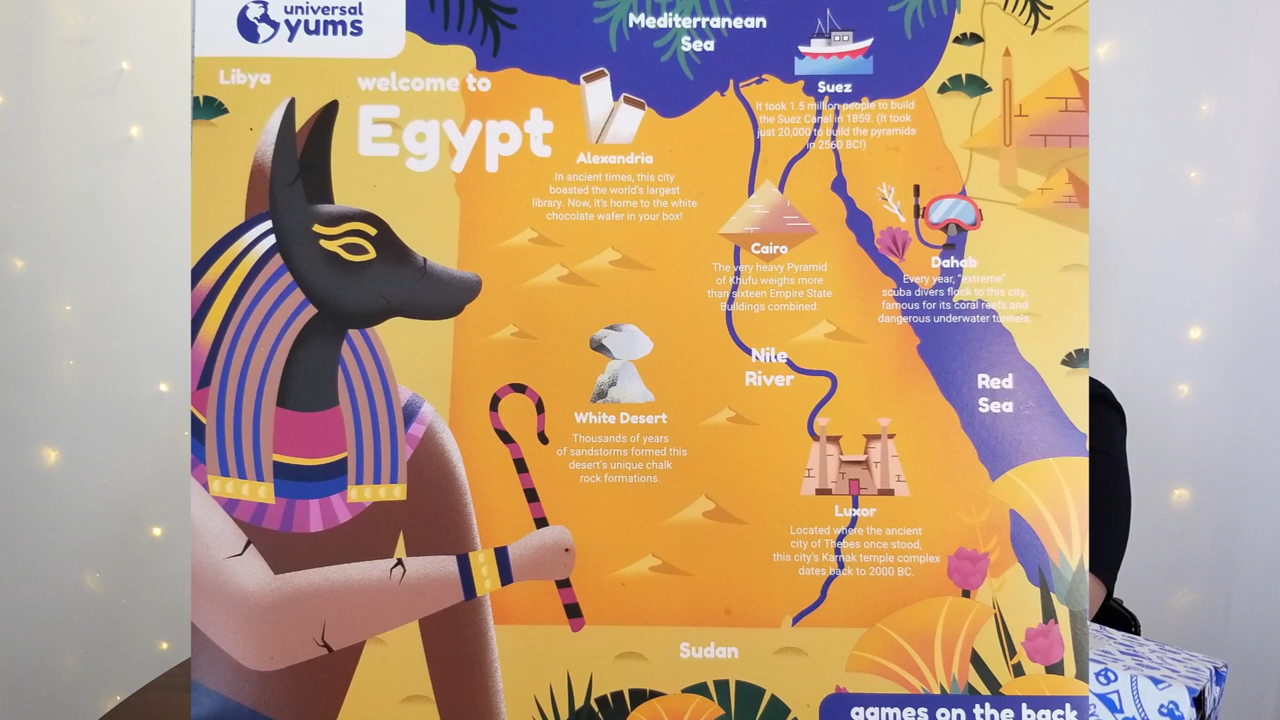 universal
yums
Mediterranean
Sea
Libya
welcome to
Egypt
Suez
It took 1.5 million people to build
the Suez Canal in 1859. (It took
just 20,000 to build the pyramids
in 2560 BC!)
Alexandria
In ancient times, this city
boasted the world's largest
library. Now, it's home to the white
chocolate wafer in your box!
Cairo
The very heavy Pyramid
of Khufu weighs more
than sixteen Empire State
Buildings combined.
Dahab
Every year, "extreme"
scuba divers flock to this city,
famous for its coral reefs and
dangerous underwater tunnels.
Nile
River
Red
Sea
White Desert
Thousands of years
of sandstorms formed this
desert's unique chalk
rock formations.
Luxor
Located where the ancient
city of Thebes once stood,
this city's Karnak temple complex
dates back to 2000 BC.
Sudan
games on the back